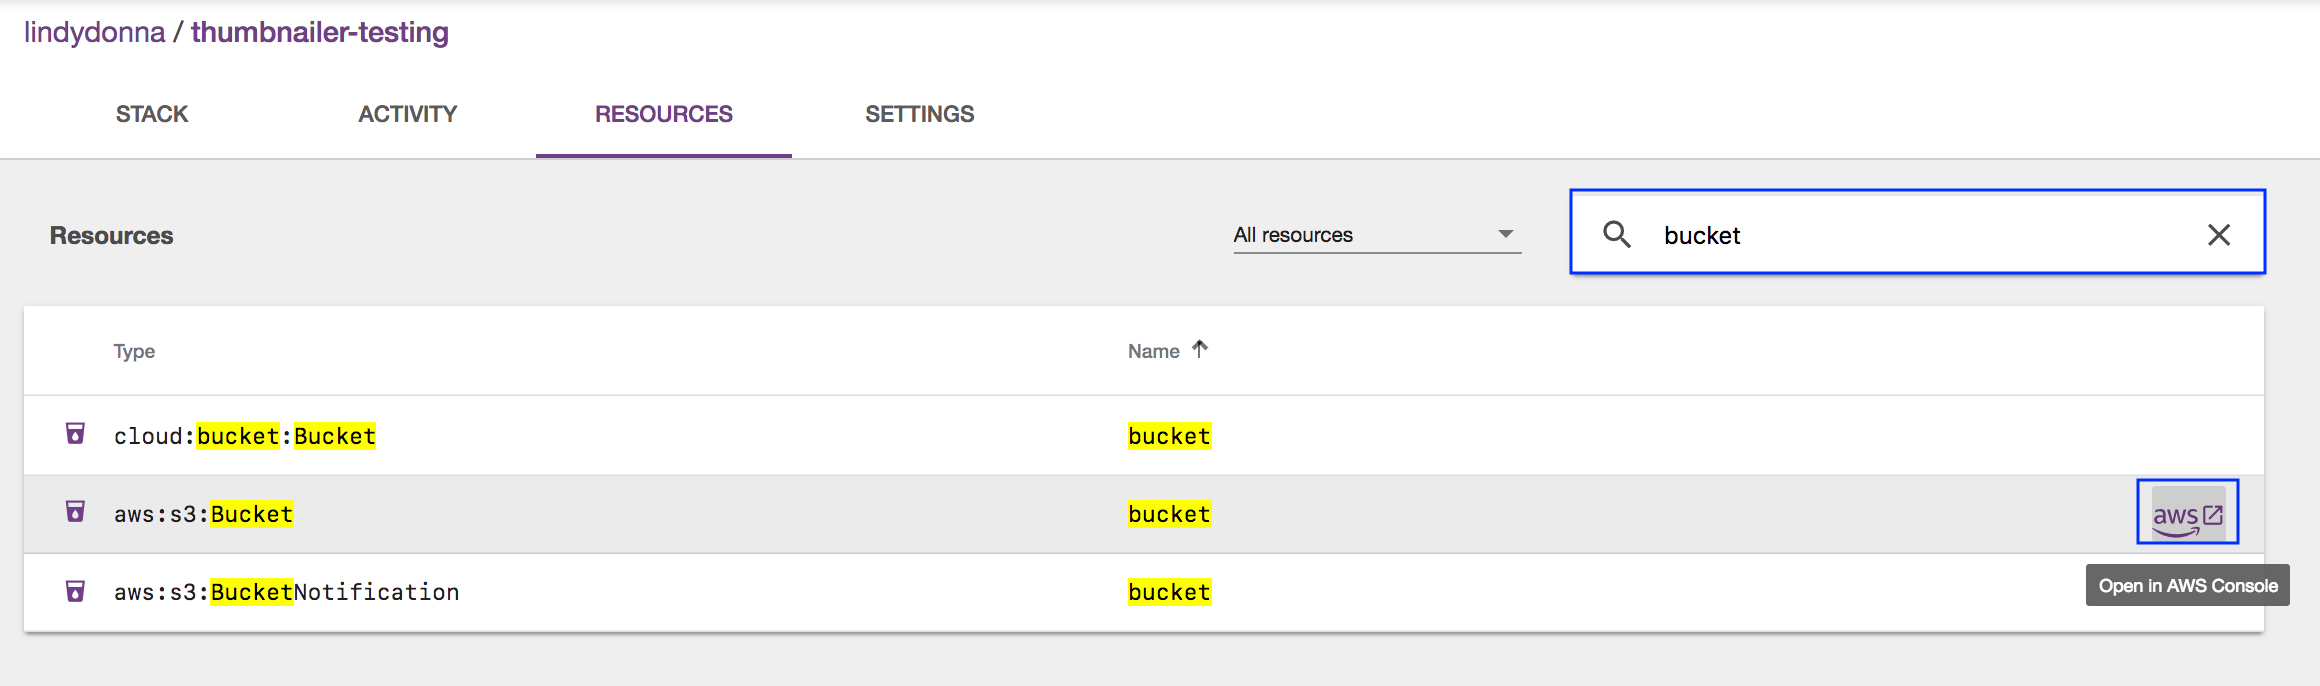 lindydonna / thumbnailer-testing
STACK ACTIVITY RESOURCES SETTINGS
Resources All resources bucket
Type Name
cloud:bucket:Bucket bucket
aws:s3:Bucket bucket aws
aws:s3:BucketNotification bucket
Open in AWS Console